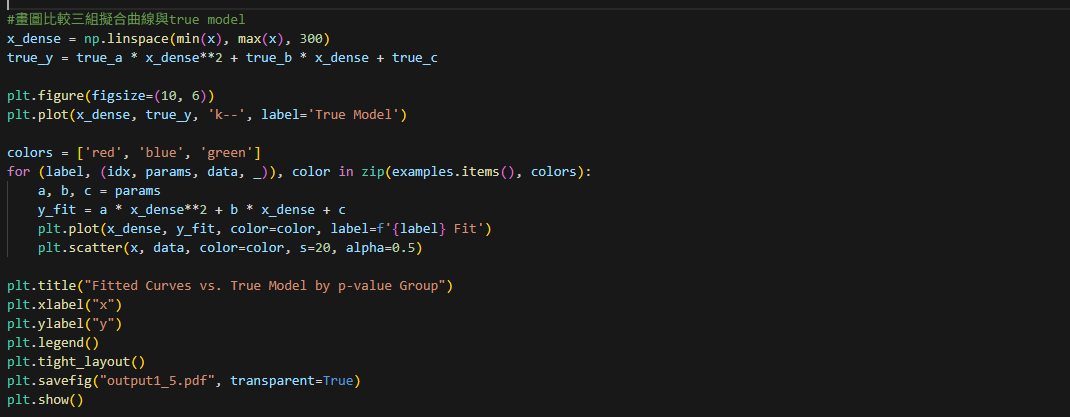 #畫圖比較三組擬合曲線與true model
x_dense = np.linspace(min(x), max(x), 300)
true_y = true_a * x_dense**2 + true_b * x_dense + true_c
plt.figure(figsize=(10, 6))
plt.plot(x_dense, true_y, 'k--', label='True Model')
colors = ['red', 'blue', 'green']
for (label, (idx, params, data, _)), color in zip(examples.items(), colors):
    a, b, c = params
    y_fit = a * x_dense**2 + b * x_dense + c
    plt.plot(x_dense, y_fit, color=color, label=f'{label} Fit')
    plt.scatter(x, data, color=color, s=20, alpha=0.5)
plt.title("Fitted Curves vs. True Model by p-value Group")
plt.xlabel("x")
plt.ylabel("y")
plt.legend()
plt.tight_layout()
plt.savefig("output1_5.pdf", transparent=True)
plt.show()